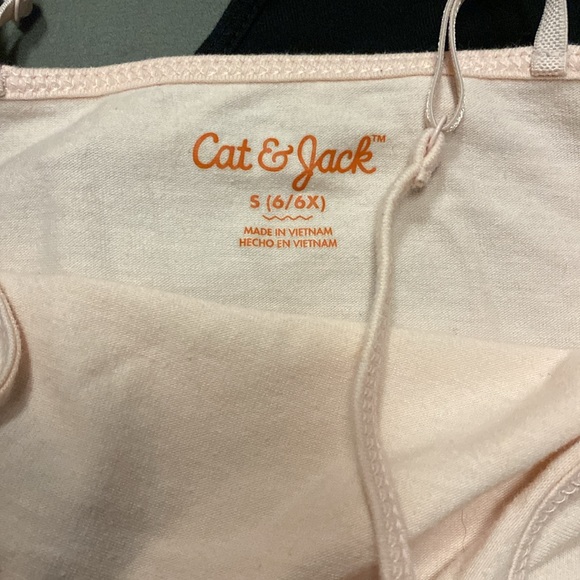 Cat & Jack™
S (6/6X)
MADE IN VIETNAM
HECHO EN VIETNAM